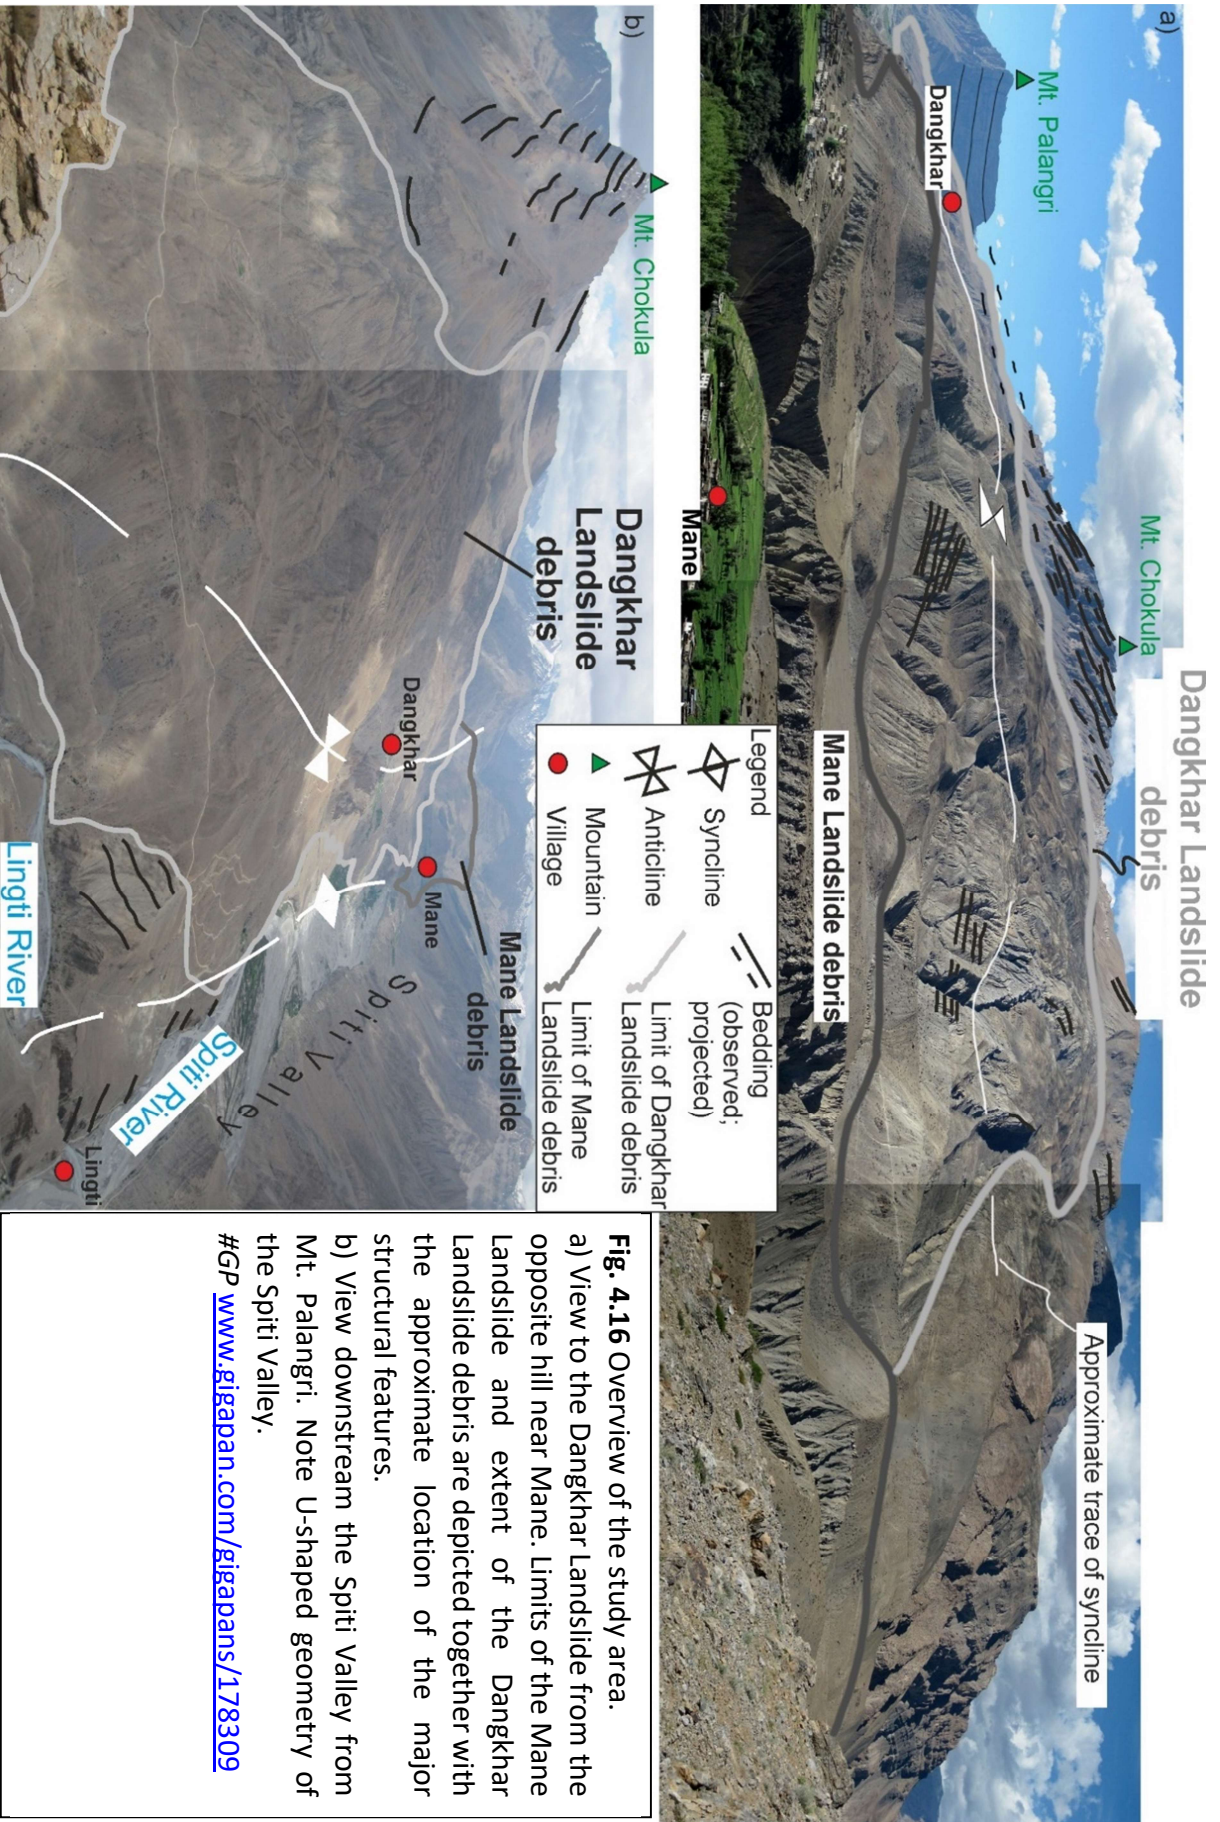 a)
Mt. Palangri
Mt. Chokula
Dangkhar Landslide
debris
Dangkhar
Approximate trace of syncline
Mane
Mane Landslide debris
Legend
Syncline
Anticline
Mountain
Village
Bedding
(observed;
projected)
Limit of Dangkhar
Landslide debris
Limit of Mane
Landslide debris
b)
Mt. Chokula
Dangkhar
Landslide
debris
Dangkhar
Mane
Mane Landslide
debris
Spiti Valley
Spiti River
Lingti River
Lingti
Fig. 4.16 Overview of the study area.
a) View to the Dangkhar Landslide from the
opposite hill near Mane. Limits of the Mane
Landslide and extent of the Dangkhar
Landslide debris are depicted together with
the approximate location of the major
structural features.
b) View downstream the Spiti Valley from
Mt. Palangri. Note U-shaped geometry of
the Spiti Valley.
#GP www.gigapan.com/gigapans/178309